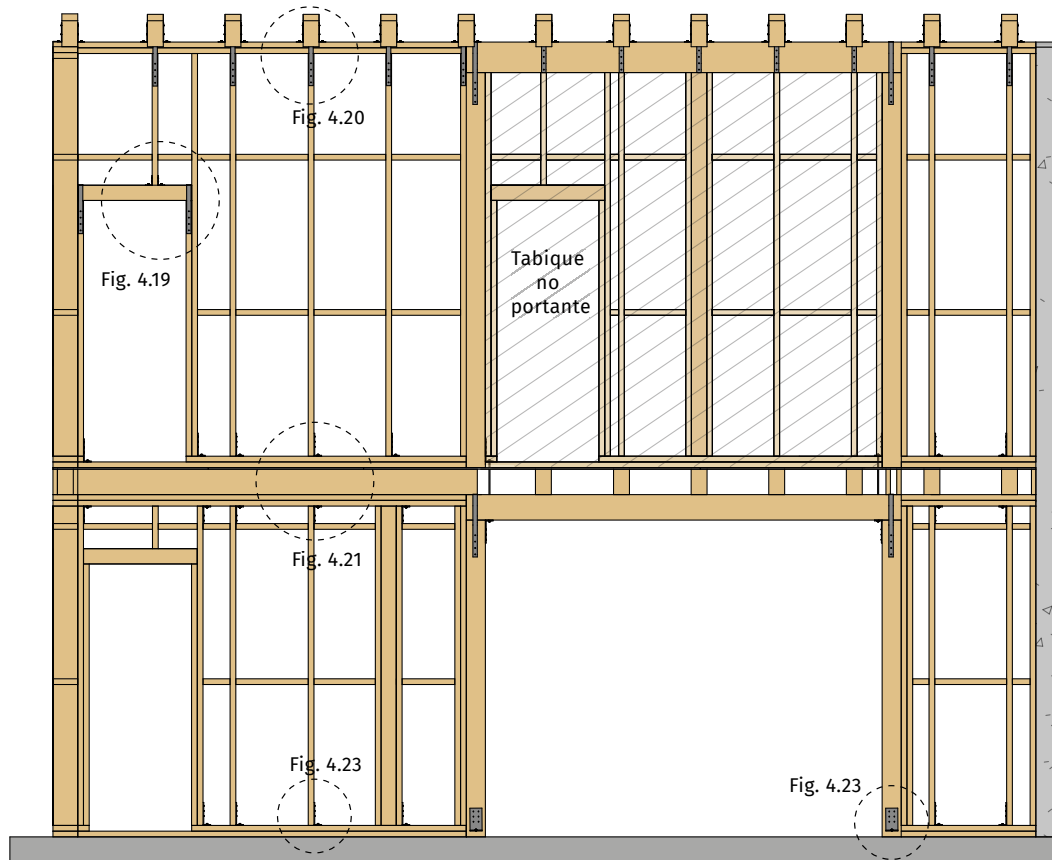 Fig. 4.20
Fig. 4.19
Tabique
no
portante
Fig. 4.21
Fig. 4.23
Fig. 4.23